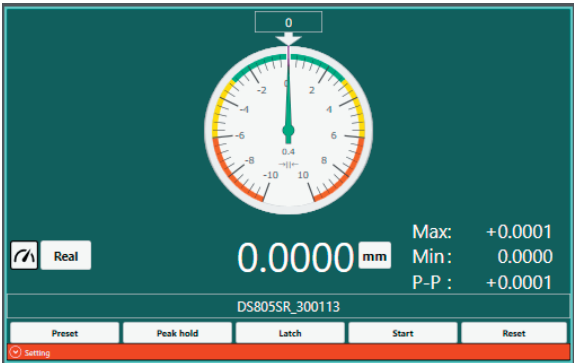 0
0
-2 2
-4 4
-6 6
0.4
-8 8
→||←
-10 10
Max: +0.0001
Real 0.0000 mm Min: 0.0000
P-P : +0.0001
DS805SR_300113
Preset Peak hold Latch Start Reset
Setting